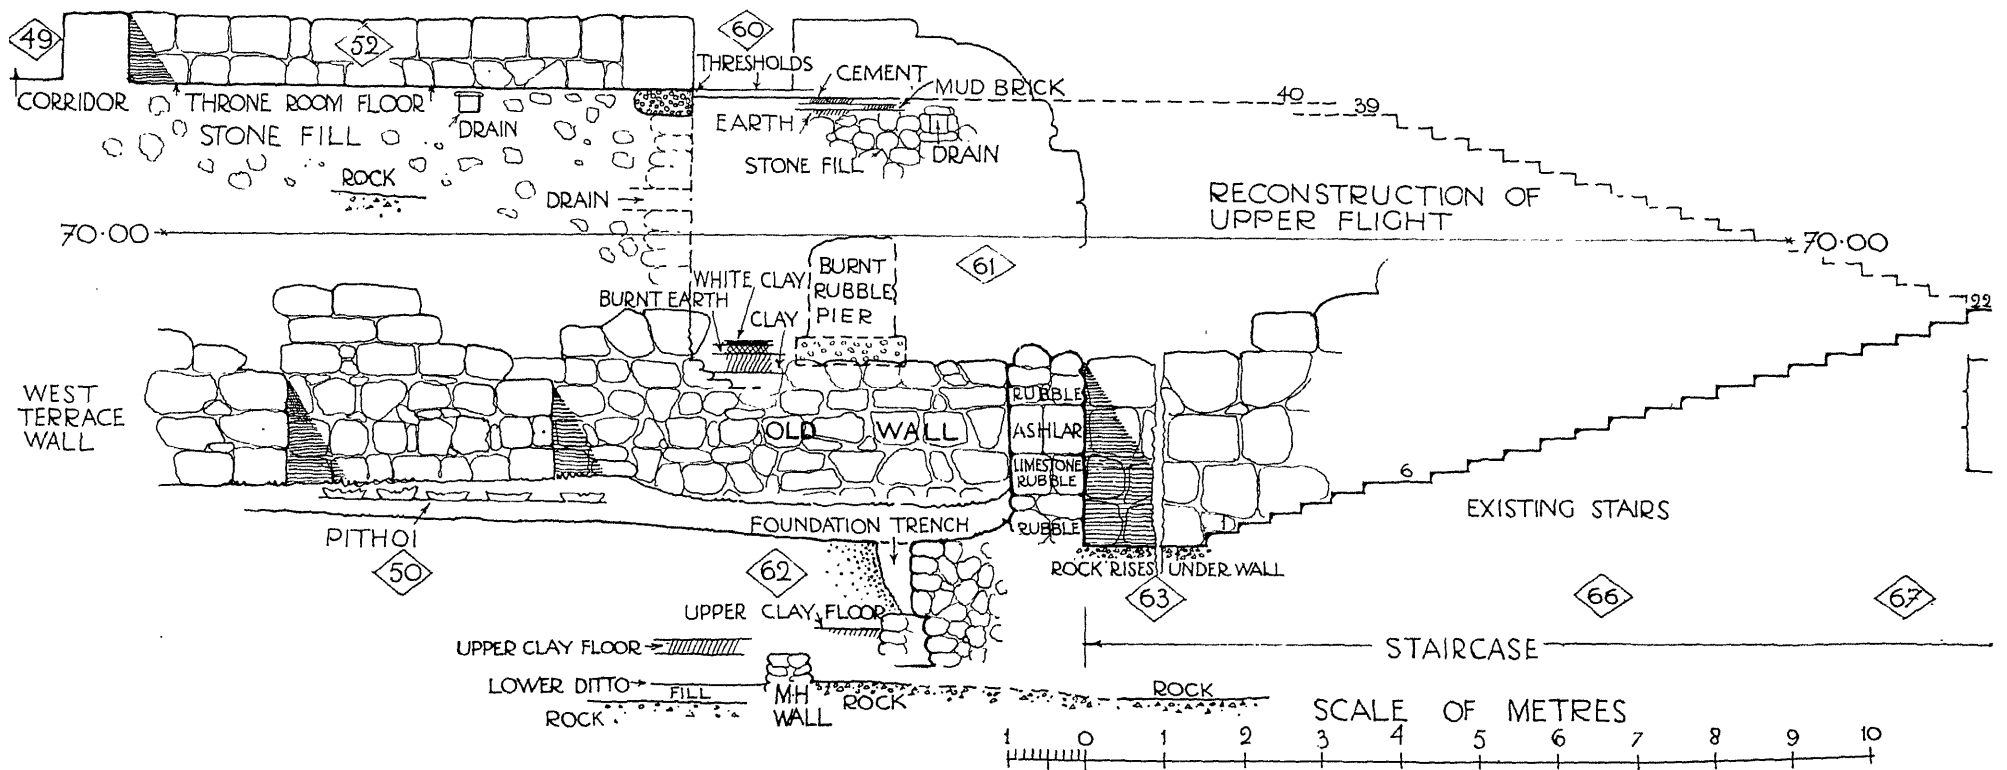 49
52
60
THRESHOLDS
CEMENT
MUD BRICK
CORRIDOR
THRONE ROOM FLOOR
DRAIN
STONE FILL
EARTH
STONE FILL
DRAIN
40
39
ROCK
DRAIN
RECONSTRUCTION OF
UPPER FLIGHT
70·00
70·00
61
WHITE CLAY
BURNT EARTH
CLAY
BURNT
RUBBLE
PIER
22
WEST
TERRACE
WALL
OLD WALL
RUBBLE
ASHLAR
LIMESTONE
RUBBLE
RUBBLE
6
1
EXISTING STAIRS
PITHOI
FOUNDATION TRENCH
50
62
ROCK RISES UNDER WALL
63
66
67
UPPER CLAY FLOOR
UPPER CLAY FLOOR
STAIRCASE
LOWER DITTO
FILL
ROCK
M·H
WALL
ROCK
ROCK
SCALE OF METRES
1 0 1 2 3 4 5 6 7 8 9 10